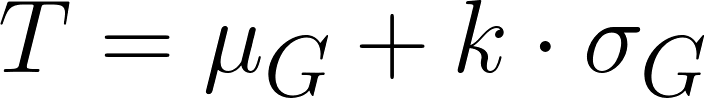 T = μ_G + k · σ_G